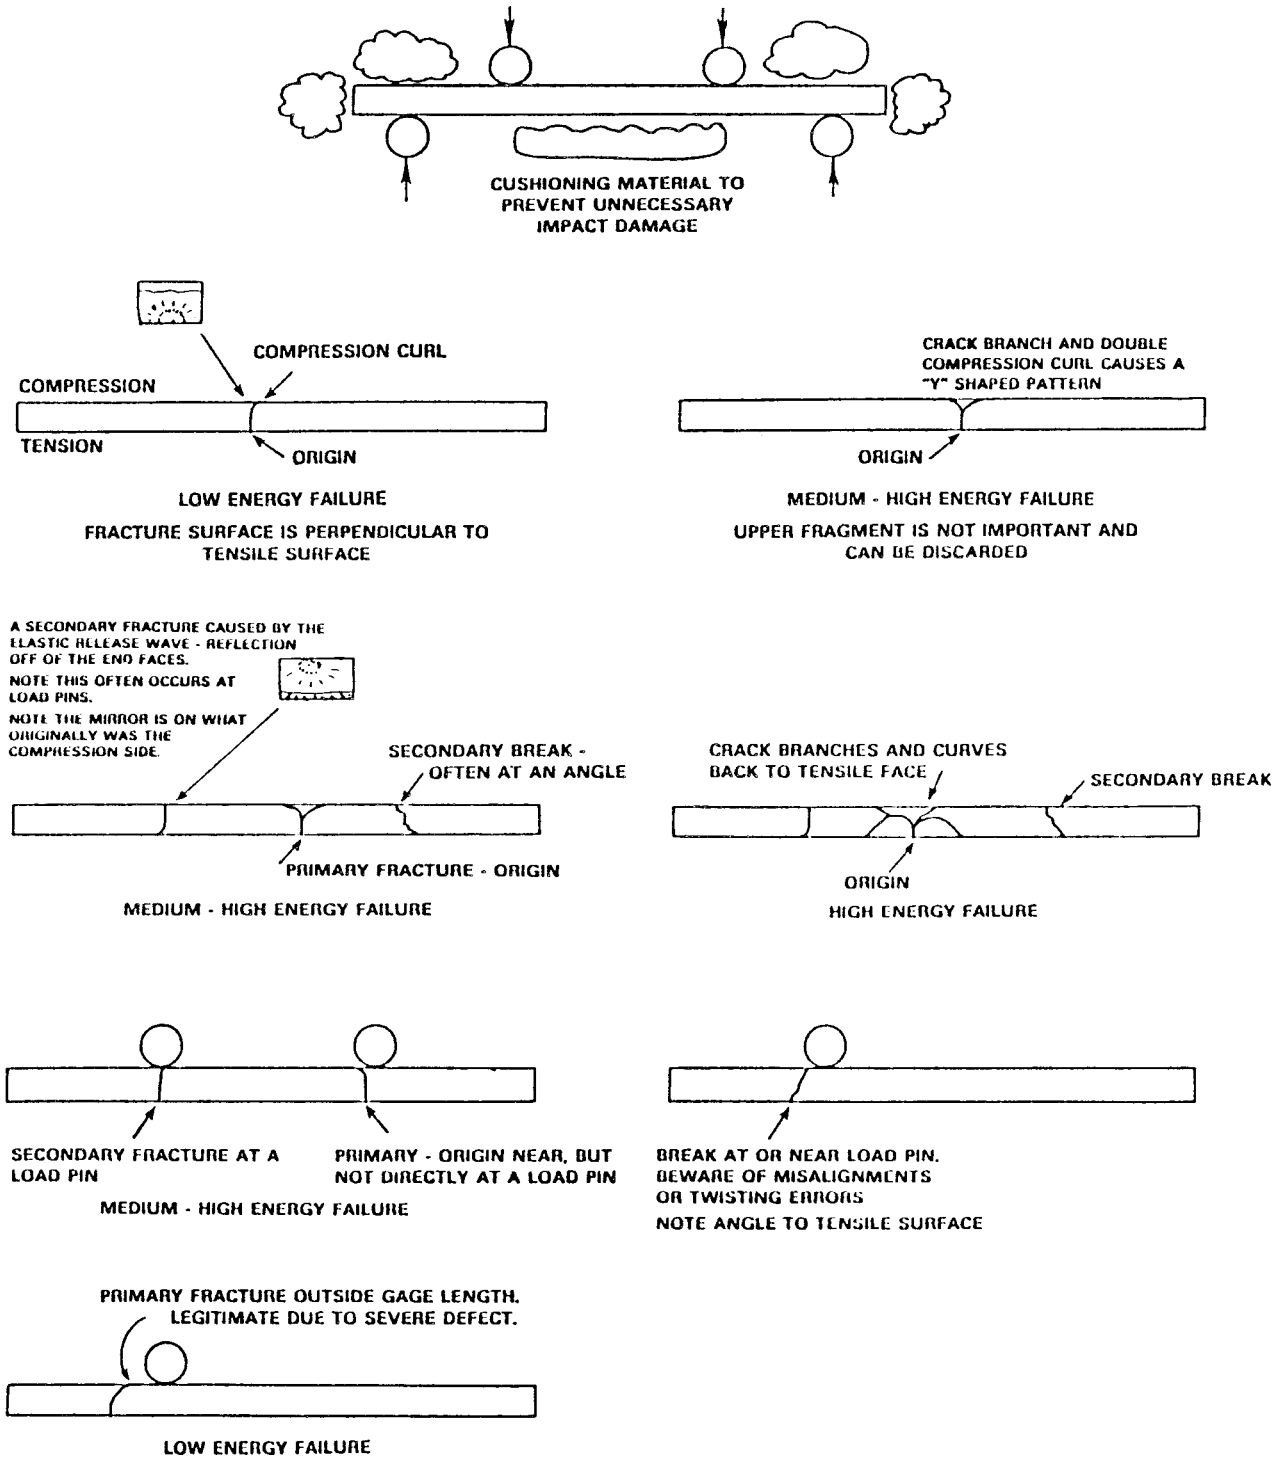 CUSHIONING MATERIAL TO
PREVENT UNNECESSARY
IMPACT DAMAGE
COMPRESSION CURL
COMPRESSION
TENSION
ORIGIN
LOW ENERGY FAILURE
FRACTURE SURFACE IS PERPENDICULAR TO
TENSILE SURFACE
CRACK BRANCH AND DOUBLE
COMPRESSION CURL CAUSES A
"Y" SHAPED PATTERN
ORIGIN
MEDIUM - HIGH ENERGY FAILURE
UPPER FRAGMENT IS NOT IMPORTANT AND
CAN BE DISCARDED
A SECONDARY FRACTURE CAUSED BY THE
ELASTIC RELEASE WAVE - REFLECTION
OFF OF THE END FACES.
NOTE THIS OFTEN OCCURS AT
LOAD PINS.
NOTE THE MIRROR IS ON WHAT
ORIGINALLY WAS THE
COMPRESSION SIDE.
SECONDARY BREAK -
OFTEN AT AN ANGLE
PRIMARY FRACTURE - ORIGIN
MEDIUM - HIGH ENERGY FAILURE
CRACK BRANCHES AND CURVES
BACK TO TENSILE FACE
SECONDARY BREAK
ORIGIN
HIGH ENERGY FAILURE
SECONDARY FRACTURE AT A
LOAD PIN
PRIMARY - ORIGIN NEAR, BUT
NOT DIRECTLY AT A LOAD PIN
MEDIUM - HIGH ENERGY FAILURE
BREAK AT OR NEAR LOAD PIN.
BEWARE OF MISALIGNMENTS
OR TWISTING ERRORS
NOTE ANGLE TO TENSILE SURFACE
PRIMARY FRACTURE OUTSIDE GAGE LENGTH.
LEGITIMATE DUE TO SEVERE DEFECT.
LOW ENERGY FAILURE